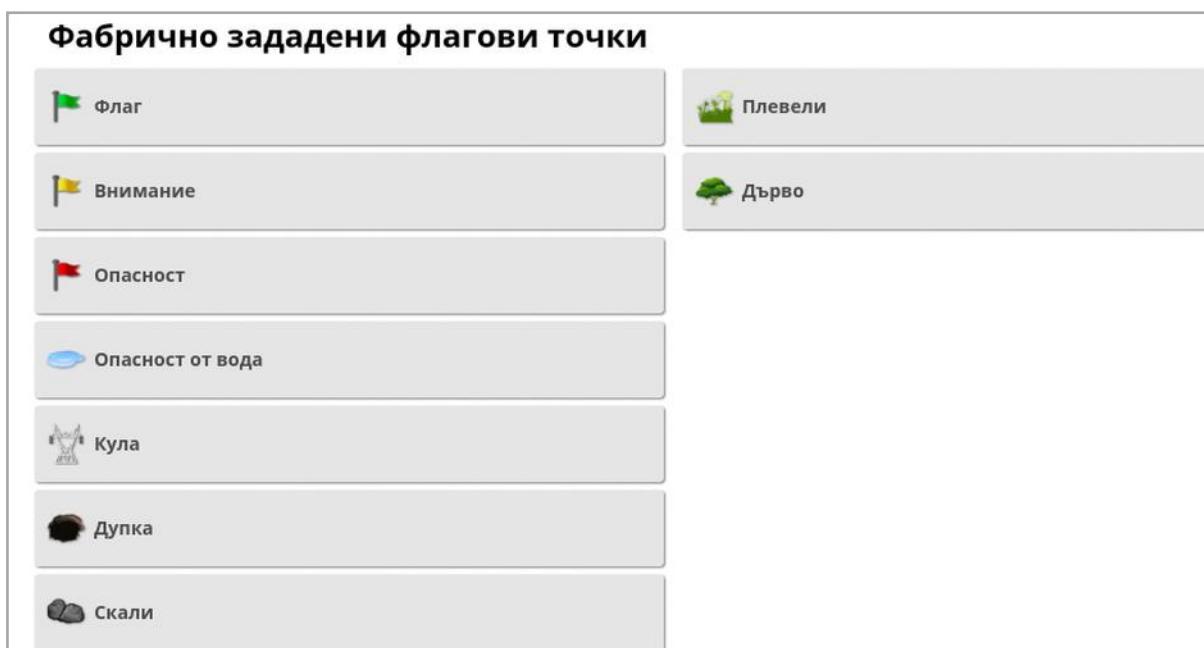 Фабрично зададени флагови точки
Флаг
Внимание
Опасност
Опасност от вода
Кула
Дупка
Скали
Плевели
Дърво